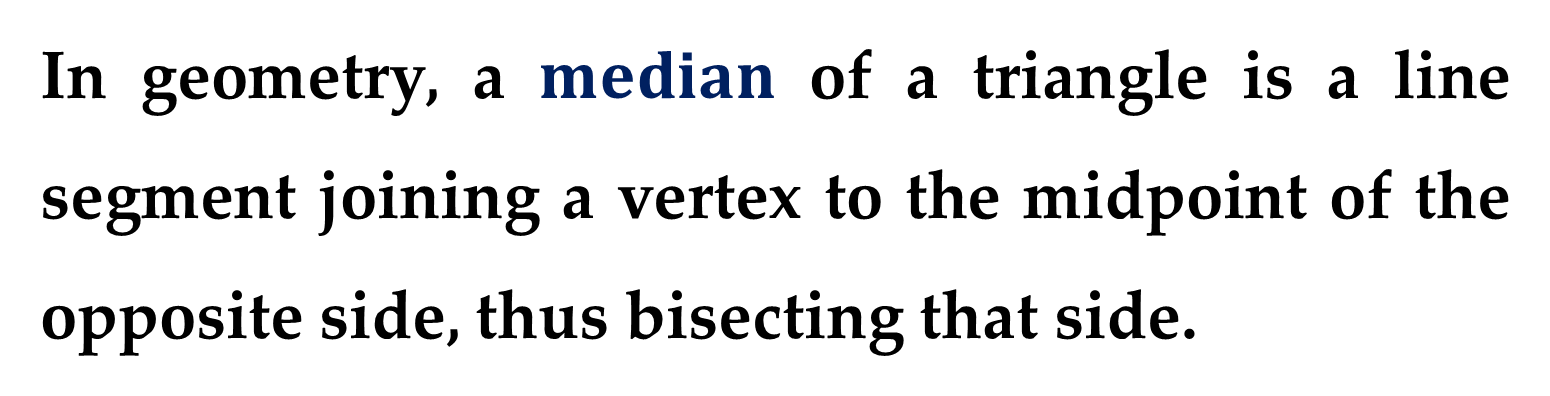 In geometry, a median of a triangle is a line
segment joining a vertex to the midpoint of the
opposite side, thus bisecting that side.